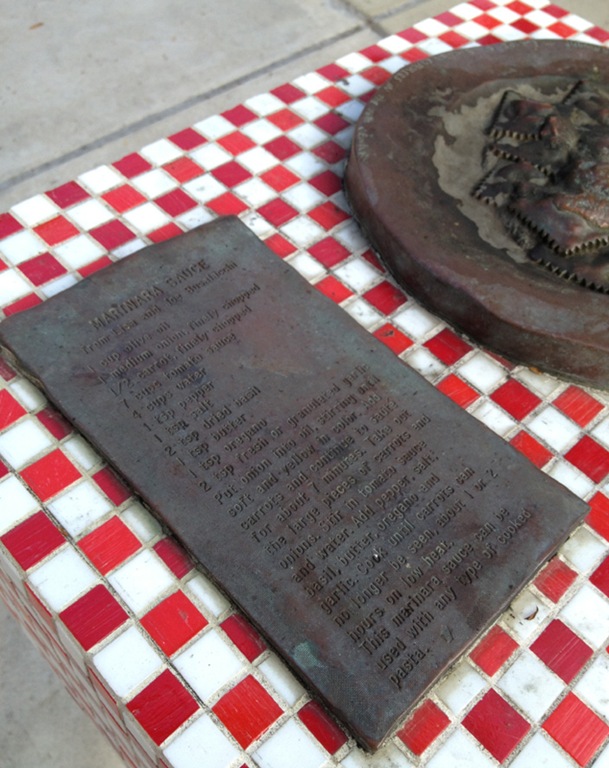 MARINARA SAUCE
From Lisa and
1 cup olive oil
medium onion, finely chopped
1/2 carrot, finely chopped
cups tomato sauce
4 cups water
1 tsp pepper
1 tsp salt
2 tsp dried basil
1 tsp oregano
tsp butter
2 tsp fresh or granulated garlic
Put onion into oil stirring until
soft and yellow in color. Add
carrots and continue to saute
for about 7 minutes. Take out
the large pieces of carrots and
onions. Stir in tomato sauce
and water. Add pepper, salt,
basil, butter, oregano and
garlic. Cook until carrots can
no longer be seen about 1 or 2
hours on low heat.
This marinara sauce can be
used with any type of cooked
pasta.